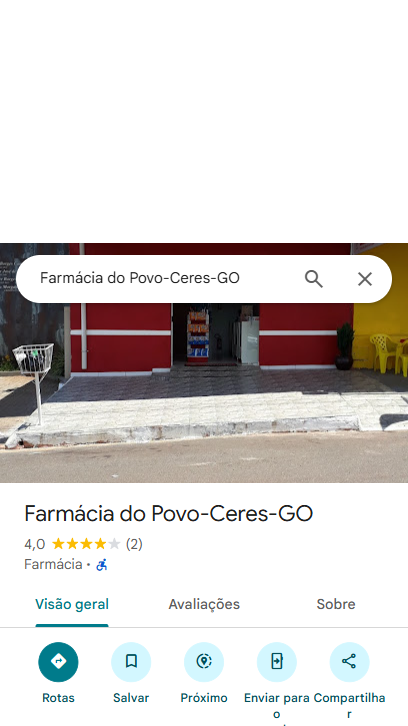 Farmácia do Povo-Ceres-GO
Farmácia do Povo-Ceres-GO
4,0 (2)
Farmácia ·
Visão geral Avaliações Sobre
Rotas Salvar Próximo Enviar para o Compartilhar